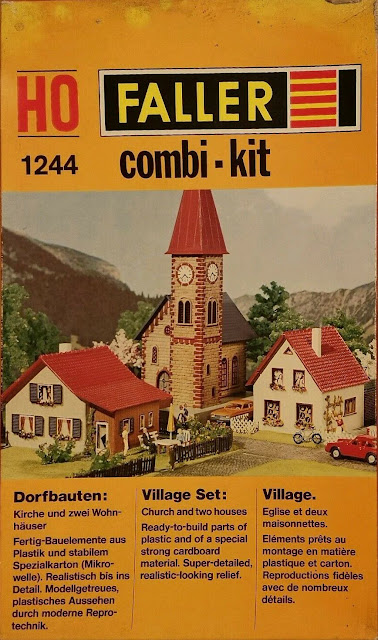 HO
FALLER
1244
combi-kit
Dorfbauten:
Kirche und zwei Wohn-
häuser
Fertig-Bauelemente aus
Plastik und stabilem
Spezialkarton (Mikro-
welle). Realistisch bis ins
Detail. Modellgetreues,
plastisches Aussehen
durch moderne Repro-
technik.
Village Set:
Church and two houses
Ready-to-build parts of
plastic and of a special
strong cardboard
material. Super-detailed,
realistic-looking relief.
Village.
Eglise et deux
maisonnettes.
Eléments prêts au
montage en matière
plastique et carton.
Reproductions fidèles
avec de nombreux
détails.